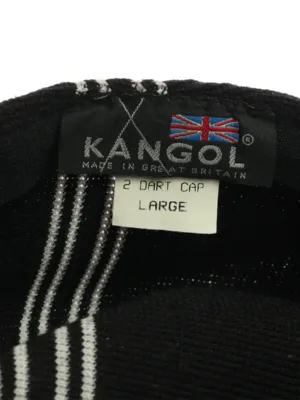 KANGOL®
MADE IN GREAT BRITAIN
2 DART CAP
LARGE